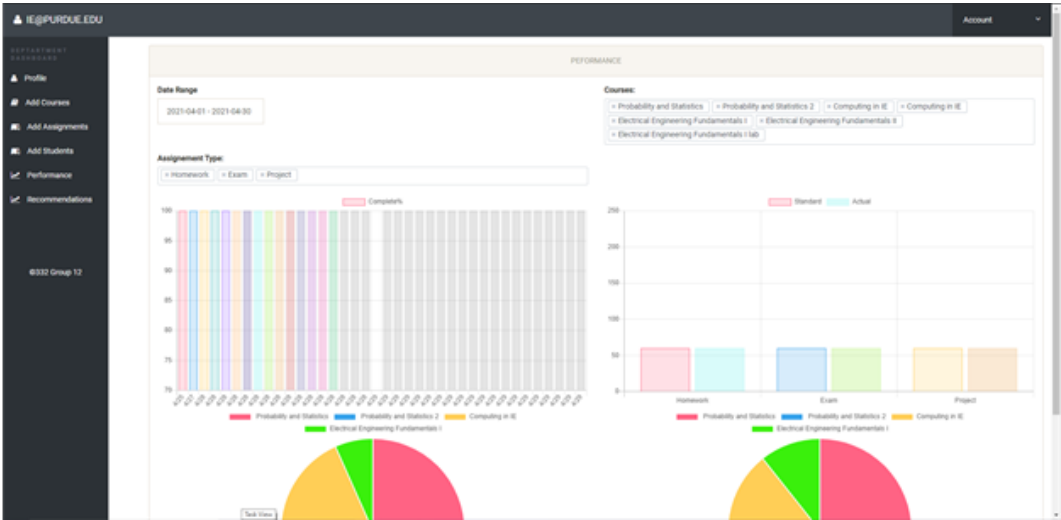 IE@PURDUE.EDU
Account
DEPTARTMENT
DASHBOARD
Profile
Add Courses
Add Assignments
Add Students
Performance
Recommendations
©332 Group 12
PEFORMANCE
Date Range
2021-04-01 - 2021-04-30
Courses:
× Probability and Statistics × Probability and Statistics 2 × Computing in IE × Computing in IE
× Electrical Engineering Fundamentals I × Electrical Engineering Fundamentals II
× Electrical Engineering Fundamentals I lab
Assignement Type:
× Homework × Exam × Project
Complete%
100
95
90
85
80
75
70
Probability and Statistics Probability and Statistics 2 Computing in IE
Electrical Engineering Fundamentals I
Standard Actual
250
200
150
100
50
0
Homework Exam Project
Probability and Statistics Probability and Statistics 2 Computing in IE
Electrical Engineering Fundamentals I
Task View